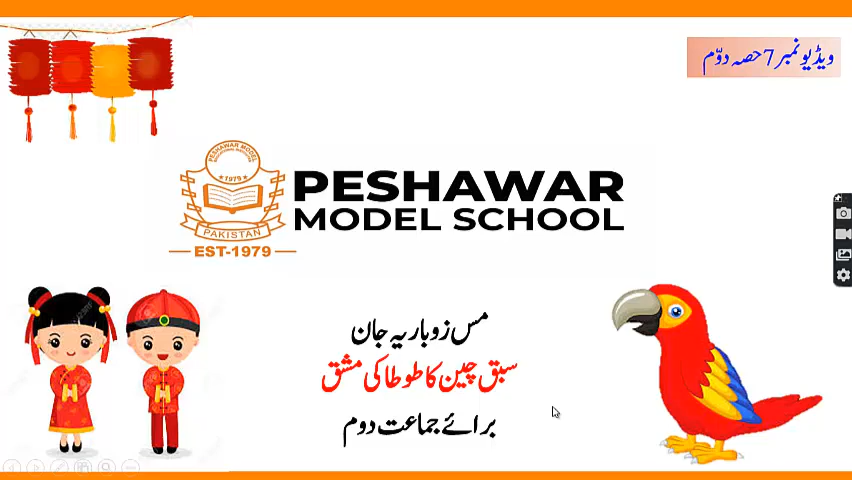 ویڈیو نمبر 7 حصہ دوّم
PESHAWAR MODEL
1979
PAKISTAN
EST-1979
PESHAWAR
MODEL SCHOOL
مس زوباریہ جان
سبق چین کا طوطا کی مشق
برائے جماعت دوم